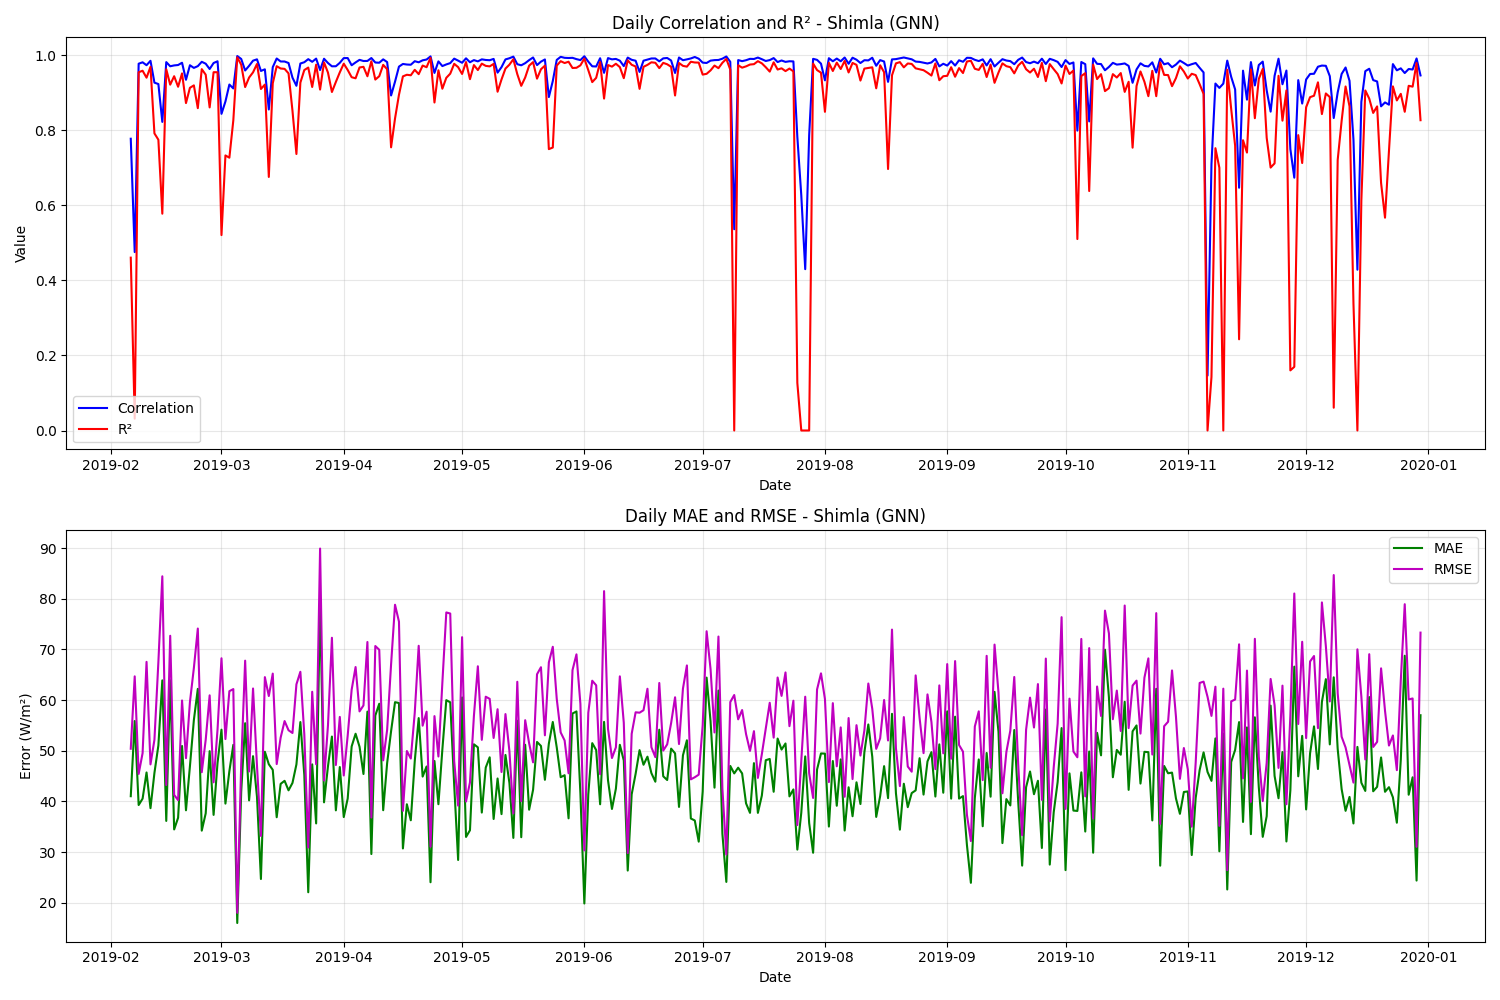 Daily Correlation and R² - Shimla (GNN)
1.0
0.8
0.6
0.4
0.2
0.0
Value
Correlation
R²
2019-02 2019-03 2019-04 2019-05 2019-06 2019-07 2019-08 2019-09 2019-10 2019-11 2019-12 2020-01
Date
Daily MAE and RMSE - Shimla (GNN)
90
80
70
60
50
40
30
20
Error (W/m²)
MAE
RMSE
2019-02 2019-03 2019-04 2019-05 2019-06 2019-07 2019-08 2019-09 2019-10 2019-11 2019-12 2020-01
Date